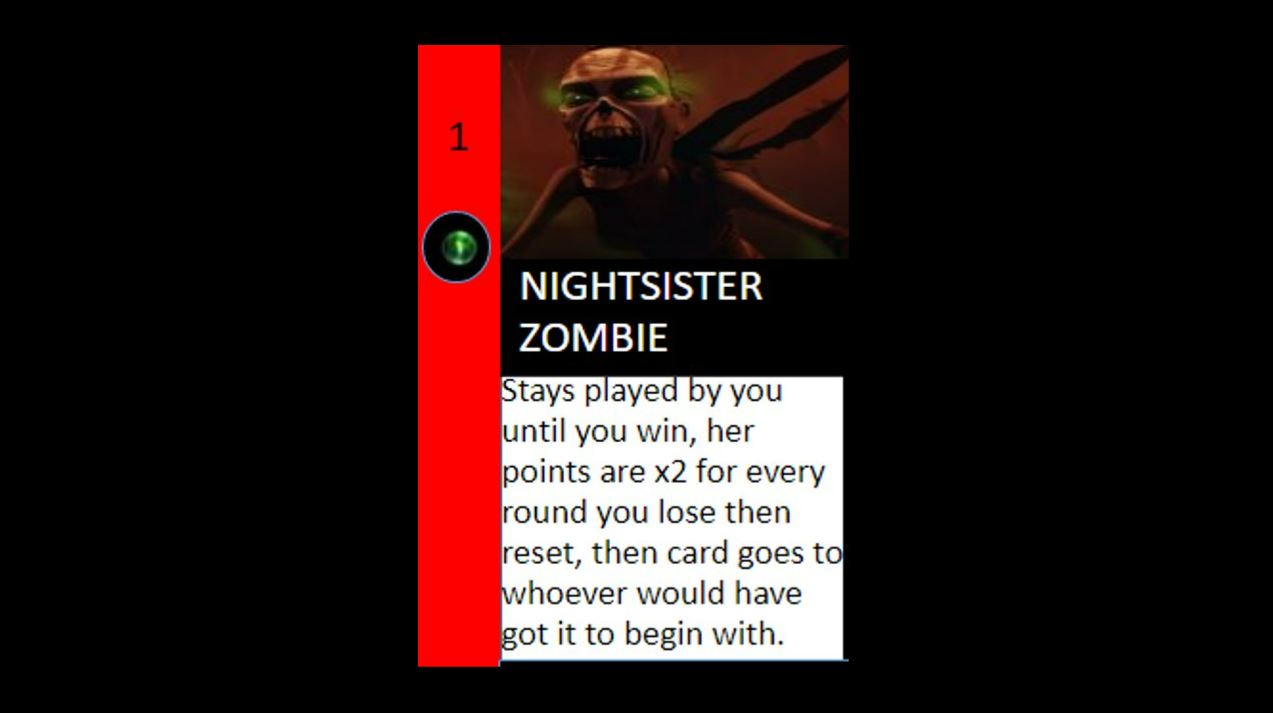 1
NIGHTSISTER
ZOMBIE
Stays played by you
until you win, her
points are x2 for every
round you lose then
reset, then card goes to
whoever would have
got it to begin with.